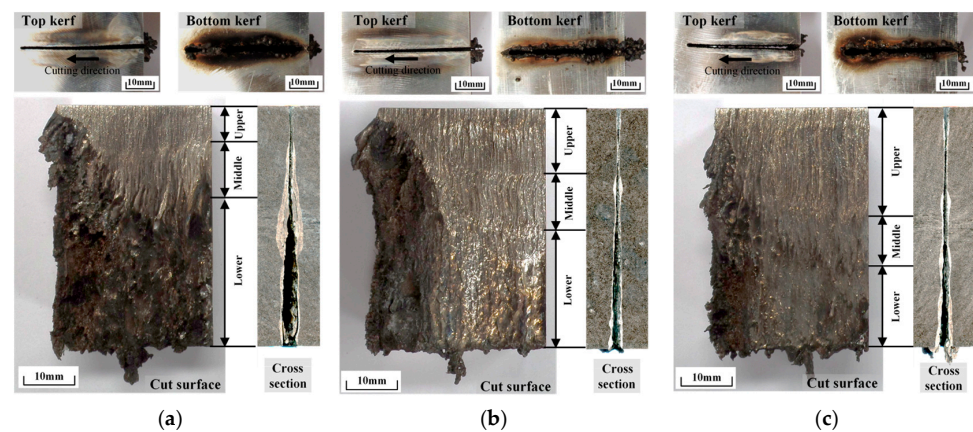 Top kerf
Bottom kerf
Cutting direction
10mm
10mm
Upper
Middle
Lower
10mm
Cut surface
Cross
section
(a)
Top kerf
Bottom kerf
Cutting direction
10mm
10mm
Upper
Middle
Lower
10mm
Cut surface
Cross
section
(b)
Top kerf
Bottom kerf
Cutting direction
10mm
10mm
Upper
Middle
Lower
10mm
Cut surface
Cross
section
(c)